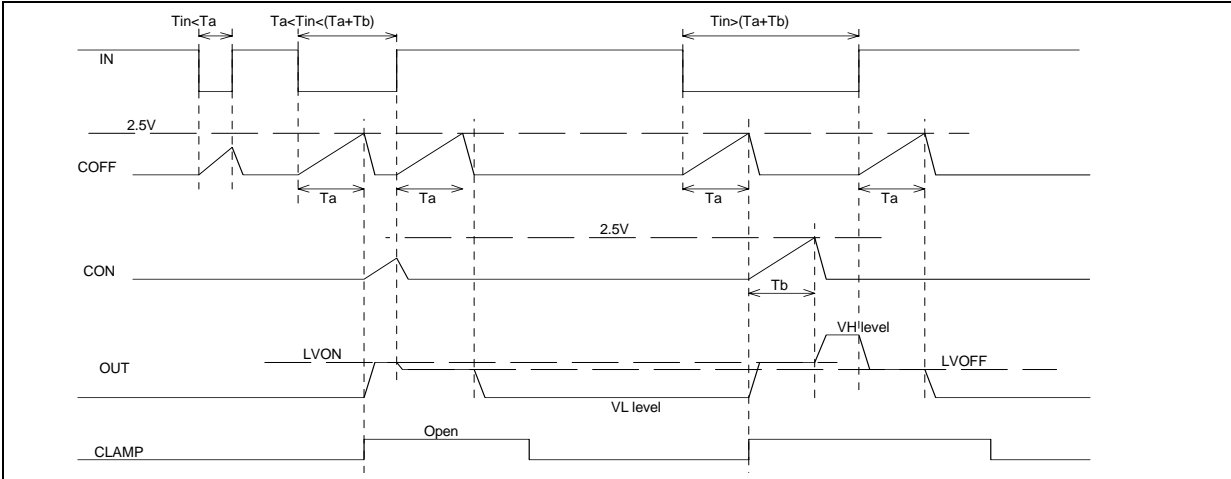 Tin<Ta
Ta<Tin<(Ta+Tb)
Tin>(Ta+Tb)
IN
2.5V
COFF
Ta
Ta
Ta
Ta
2.5V
CON
Tb
VH level
LVON
LVOFF
OUT
VL level
Open
CLAMP